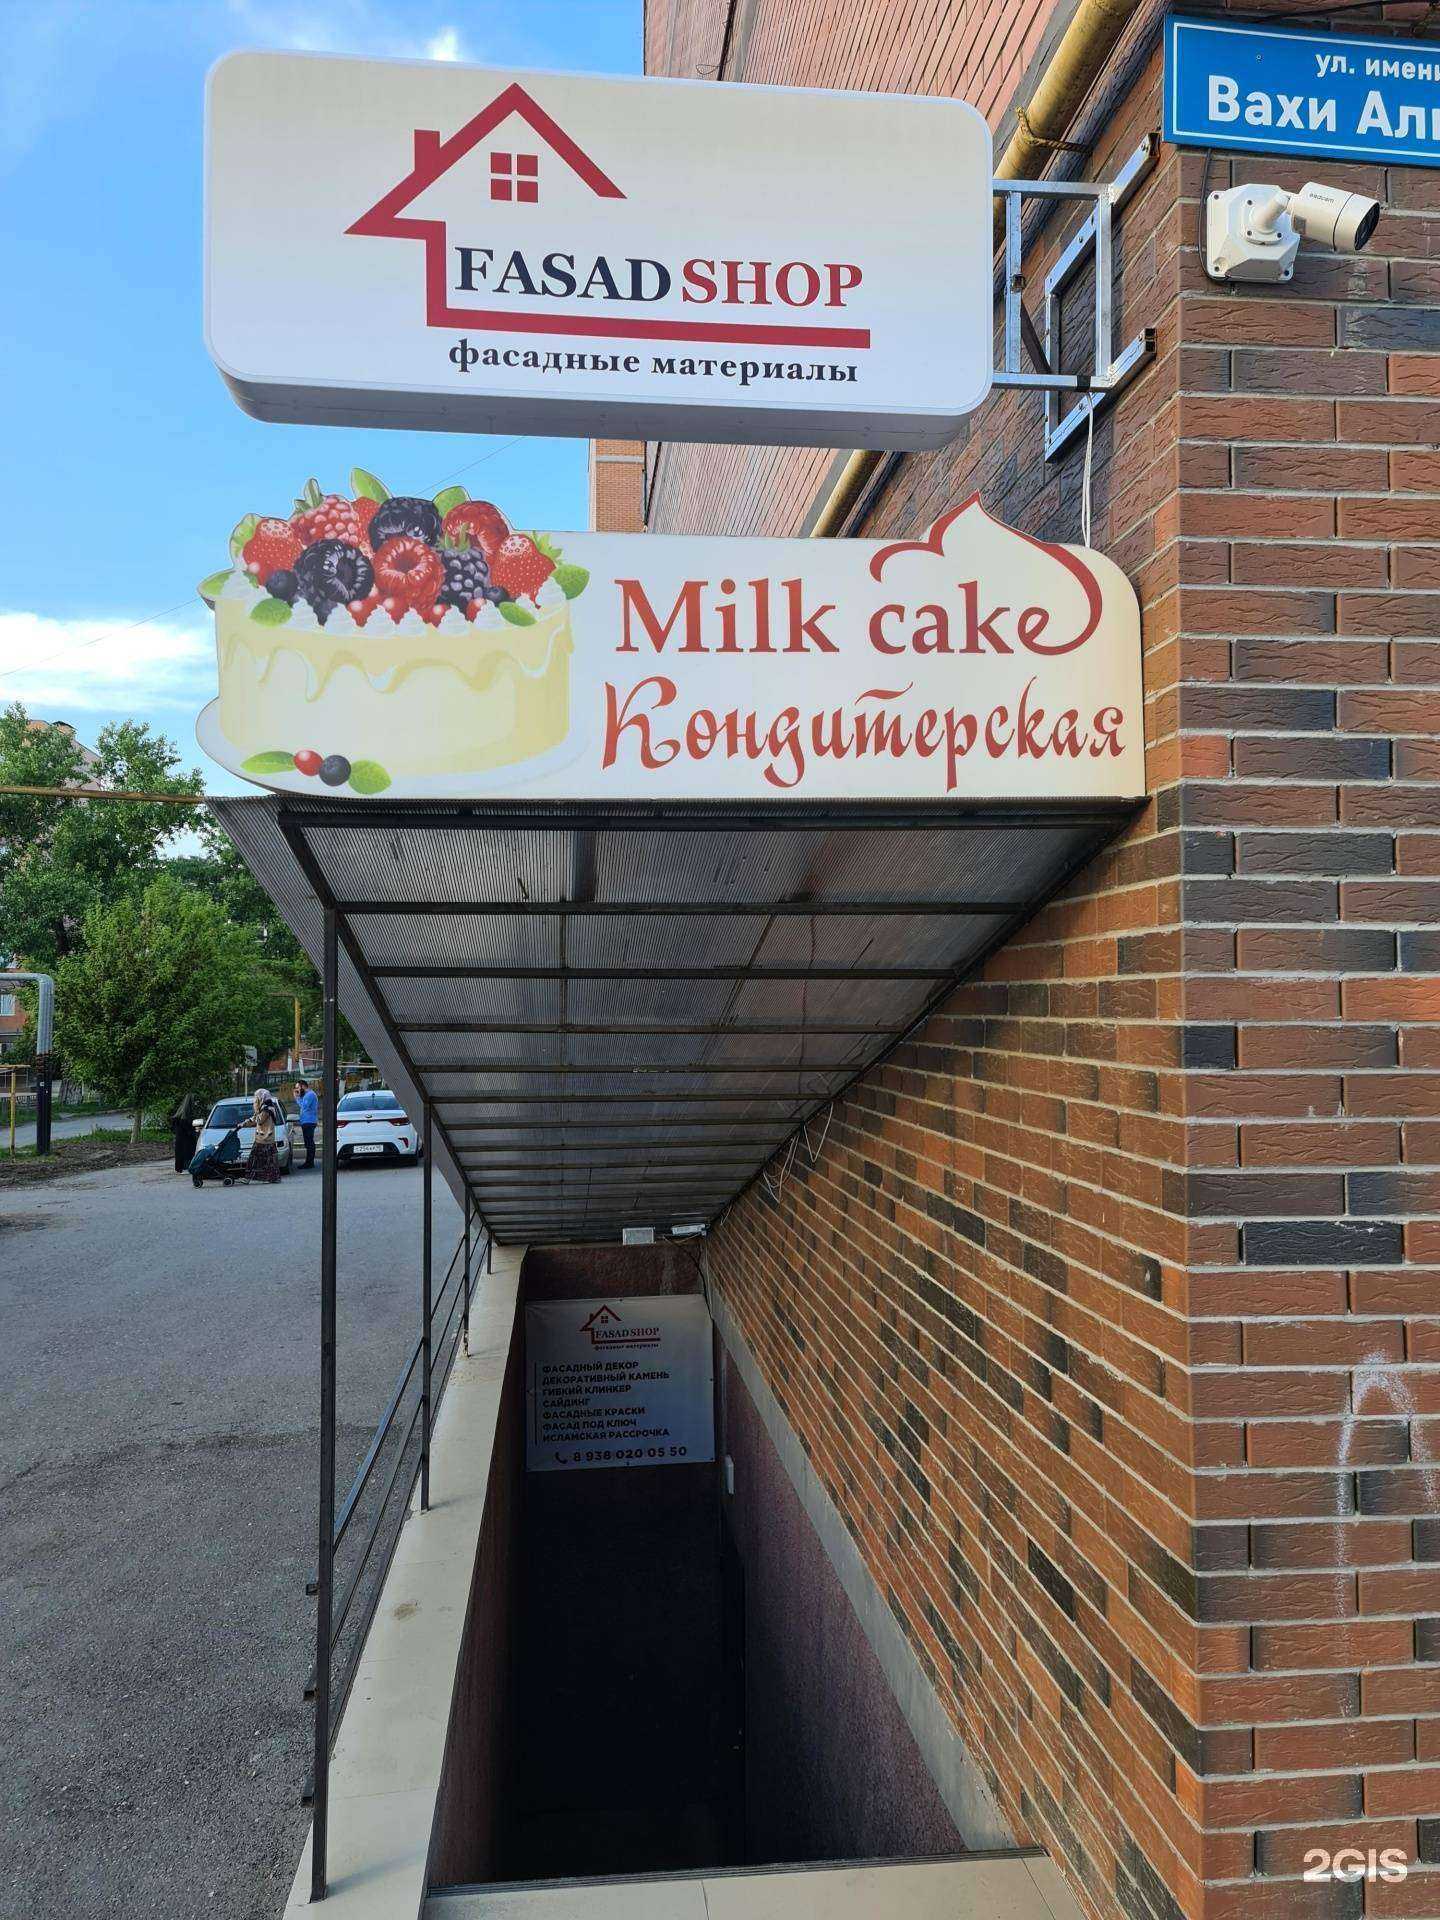 ул. имени
Вахи
FASAD SHOP
фасадные материалы
Milk cake
Кондитерская
FASAD SHOP
фасадные материалы
ФАСАДНЫЙ ДЕКОР
ДЕКОРАТИВНЫЙ КАМЕНЬ
ГИБКИЙ КЛИНКЕР
САЙДИНГ
ФАСАДНЫЕ КРАСКИ
ФАСАД ПОД КЛЮЧ
ИСЛАМСКАЯ РАССРОЧКА
8 938 020 05 50
2GIS